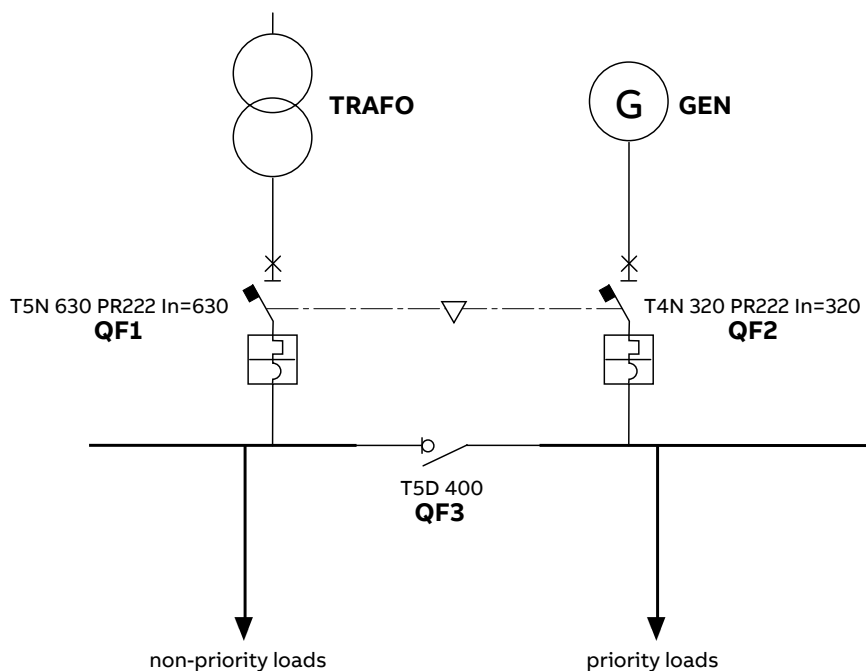 TRAFO
G
GEN
T5N 630 PR222 In=630
QF1
T4N 320 PR222 In=320
QF2
T5D 400
QF3
non-priority loads
priority loads